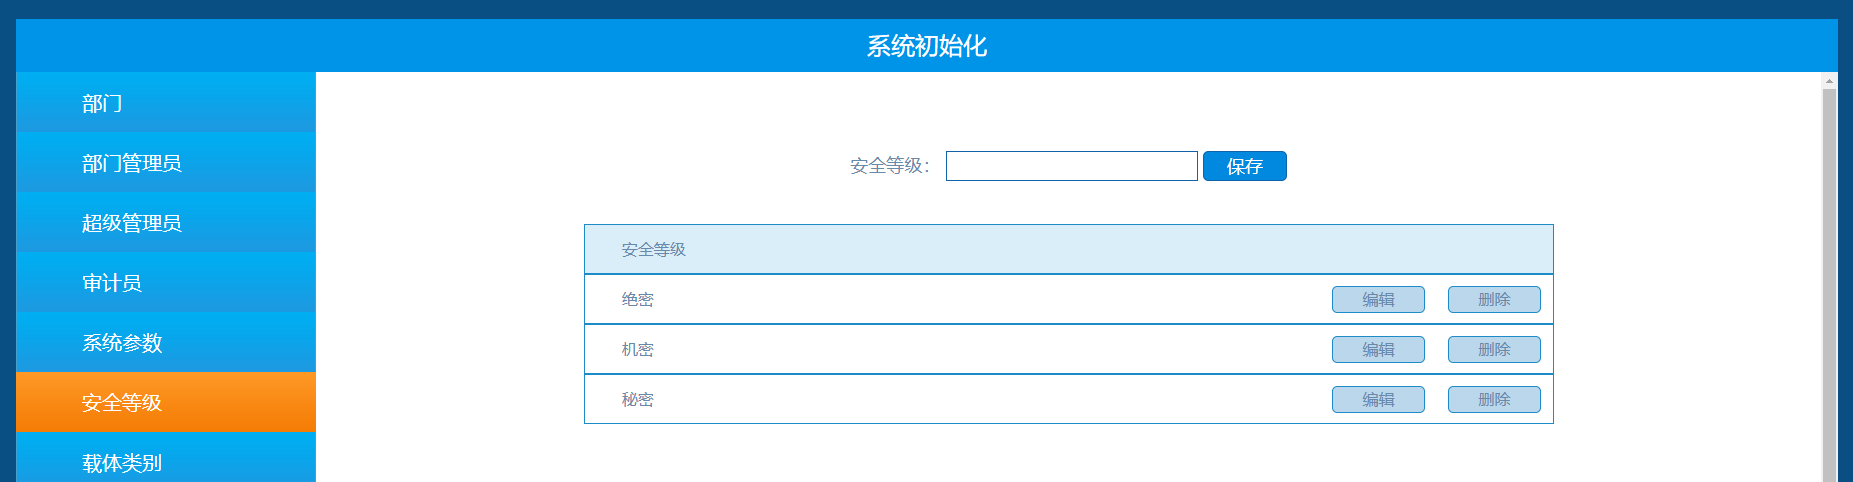 系统初始化
部门
部门管理员
超级管理员
审计员
系统参数
安全等级
载体类别
安全等级： 保存
安全等级
绝密 编辑 删除
机密 编辑 删除
秘密 编辑 删除